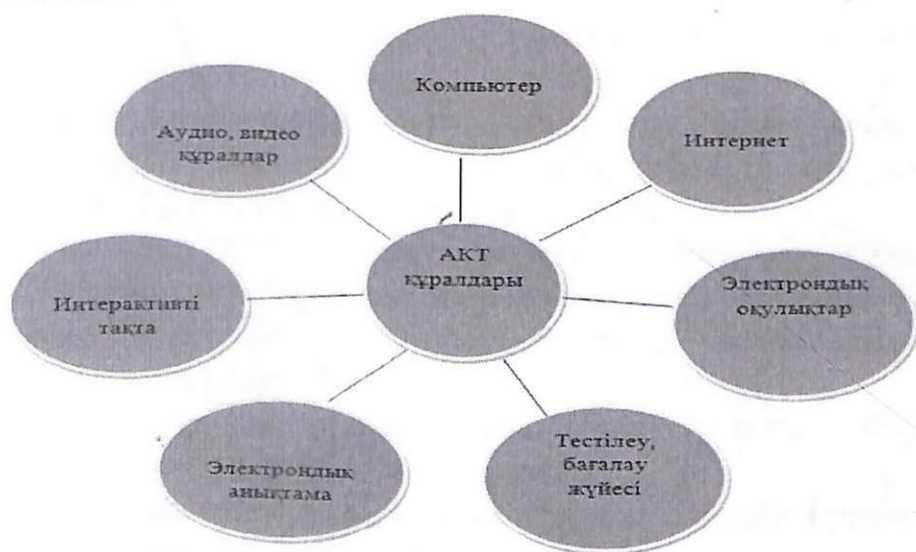 Компьютер
Аудио, видео
құралдар
Интернет
АКТ
құралдары
Интерактивті
тақта
Электрондық
оқулықтар
Электрондық
анықтама
Тестілеу,
бағалау
жүйесі